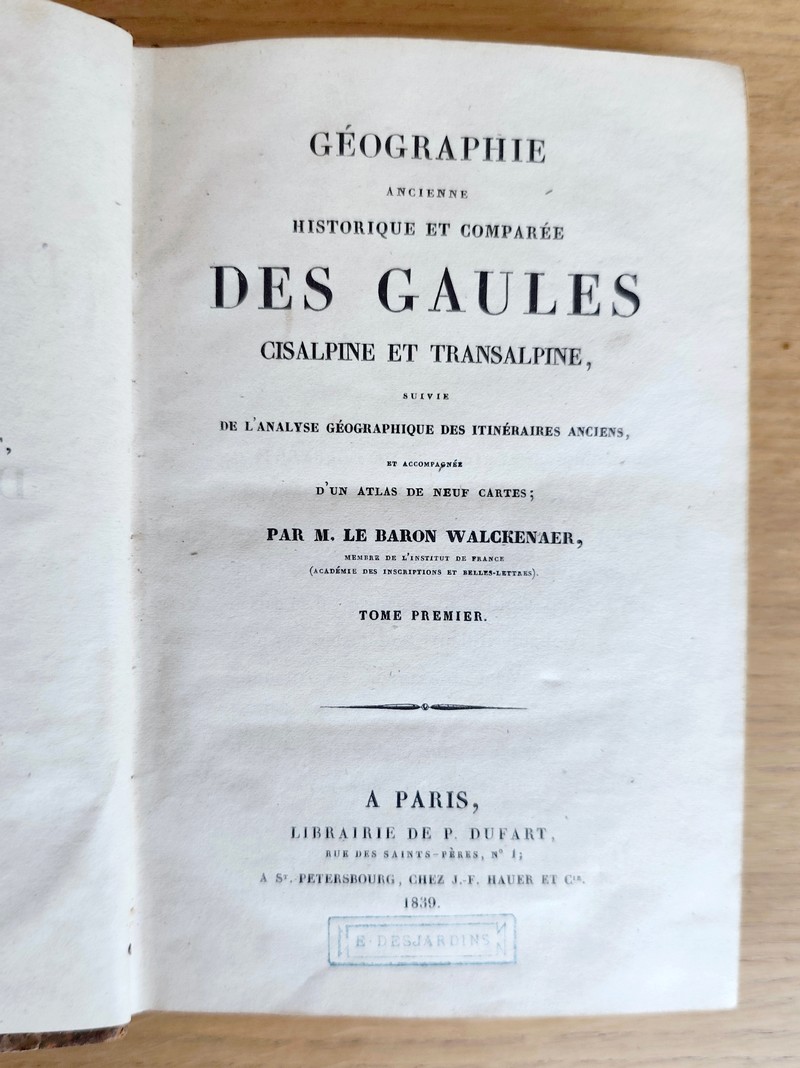 GÉOGRAPHIE
ANCIENNE
HISTORIQUE ET COMPARÉE
DES GAULES
CISALPINE ET TRANSALPINE,
SUIVIE
DE L'ANALYSE GÉOGRAPHIQUE DES ITINÉRAIRES ANCIENS,
ET ACCOMPAGNÉE
D'UN ATLAS DE NEUF CARTES;
PAR M. LE BARON WALCKENAER,
MEMBRE DE L'INSTITUT DE FRANCE
(ACADÉMIE DES INSCRIPTIONS ET BELLES-LETTRES).
TOME PREMIER.
A PARIS,
LIBRAIRIE DE P. DUFART,
RUE DES SAINTS-PÈRES, N° 1;
A ST.-PETERSBOURG, CHEZ J.-F. HAUER ET Cie.
1839.
E·DESJARDINS